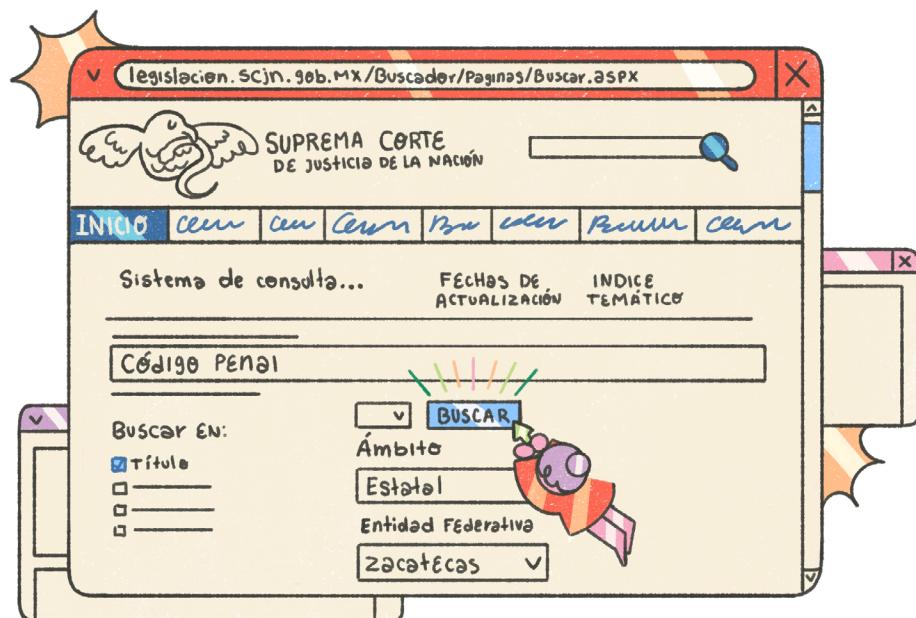 legislacion.scjn.gob.mx/Buscador/Paginas/Buscar.aspx
SUPREMA CORTE
DE JUSTICIA DE LA NACIÓN
INICIO
Sistema de consulta...
FECHAS DE
ACTUALIZACIÓN
INDICE
TEMÁTICO
Código Penal
BUSCAR
Buscar EN:
Título
Ámbito
Estatal
Entidad Federativa
Zacatecas